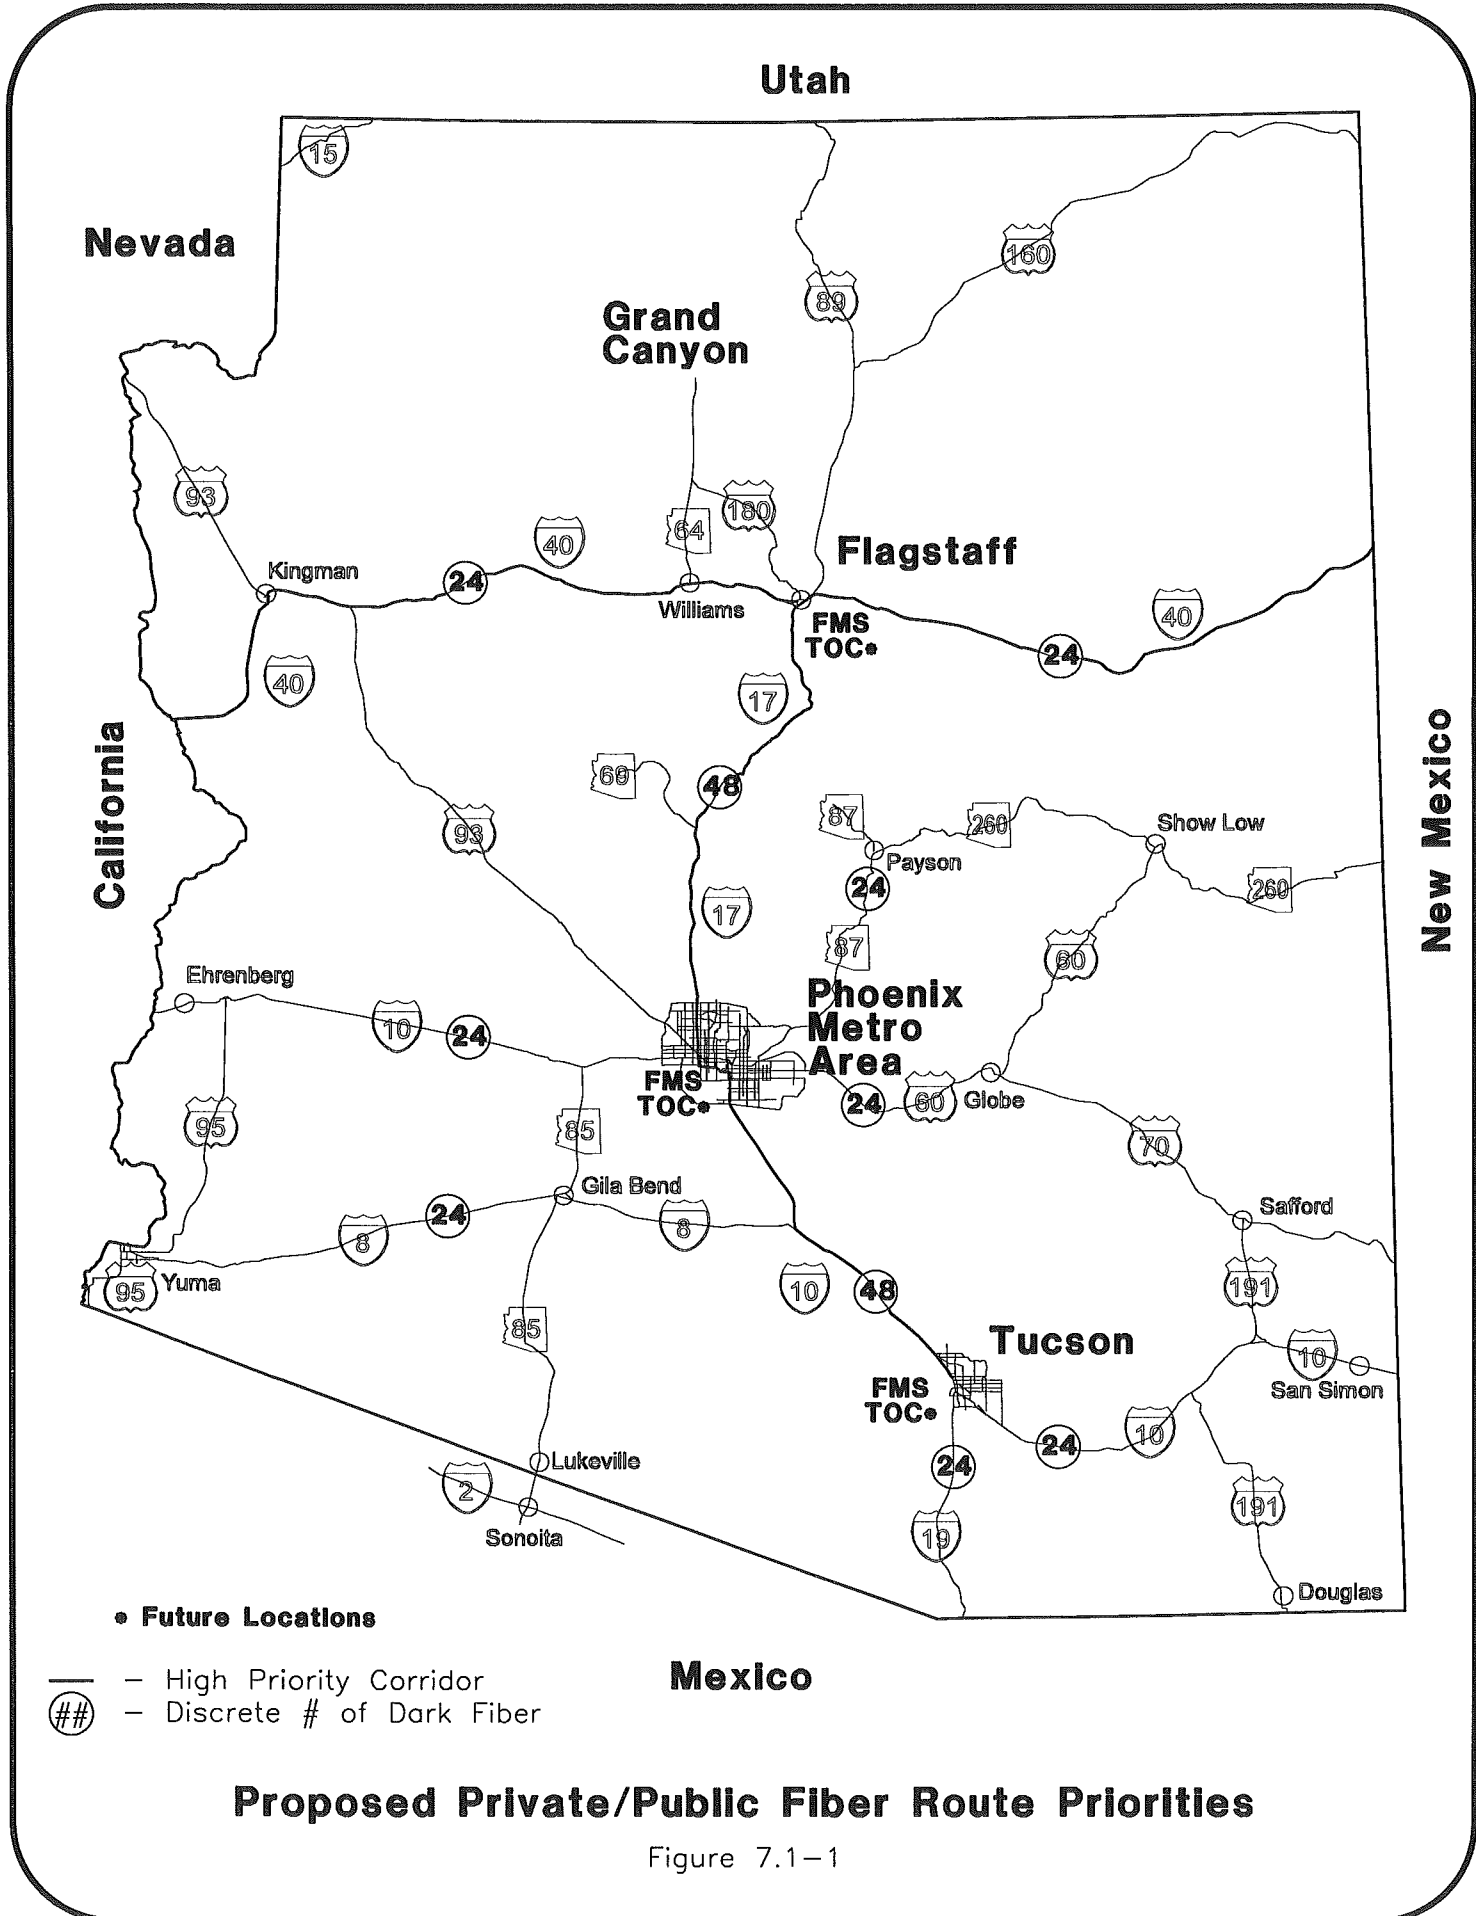 Utah
15
Nevada
160
89
Grand
Canyon
93
180
64
40
Flagstaff
Kingman
24
Williams
FMS
TOC•
40
24
40
17
California
New Mexico
69
48
87
260
Show Low
93
Payson
24
260
17
87
60
Ehrenberg
Phoenix
Metro
Area
10
24
FMS
TOC•
24
60
Globe
95
85
70
Gila Bend
Safford
24
8
8
Yuma
95
191
10
48
85
Tucson
10
San Simon
FMS
TOC•
24
10
Lukeville
24
2
191
Sonoita
19
Douglas
• Future Locations
— High Priority Corridor
## — Discrete # of Dark Fiber
Mexico
Proposed Private/Public Fiber Route Priorities
Figure 7.1–1